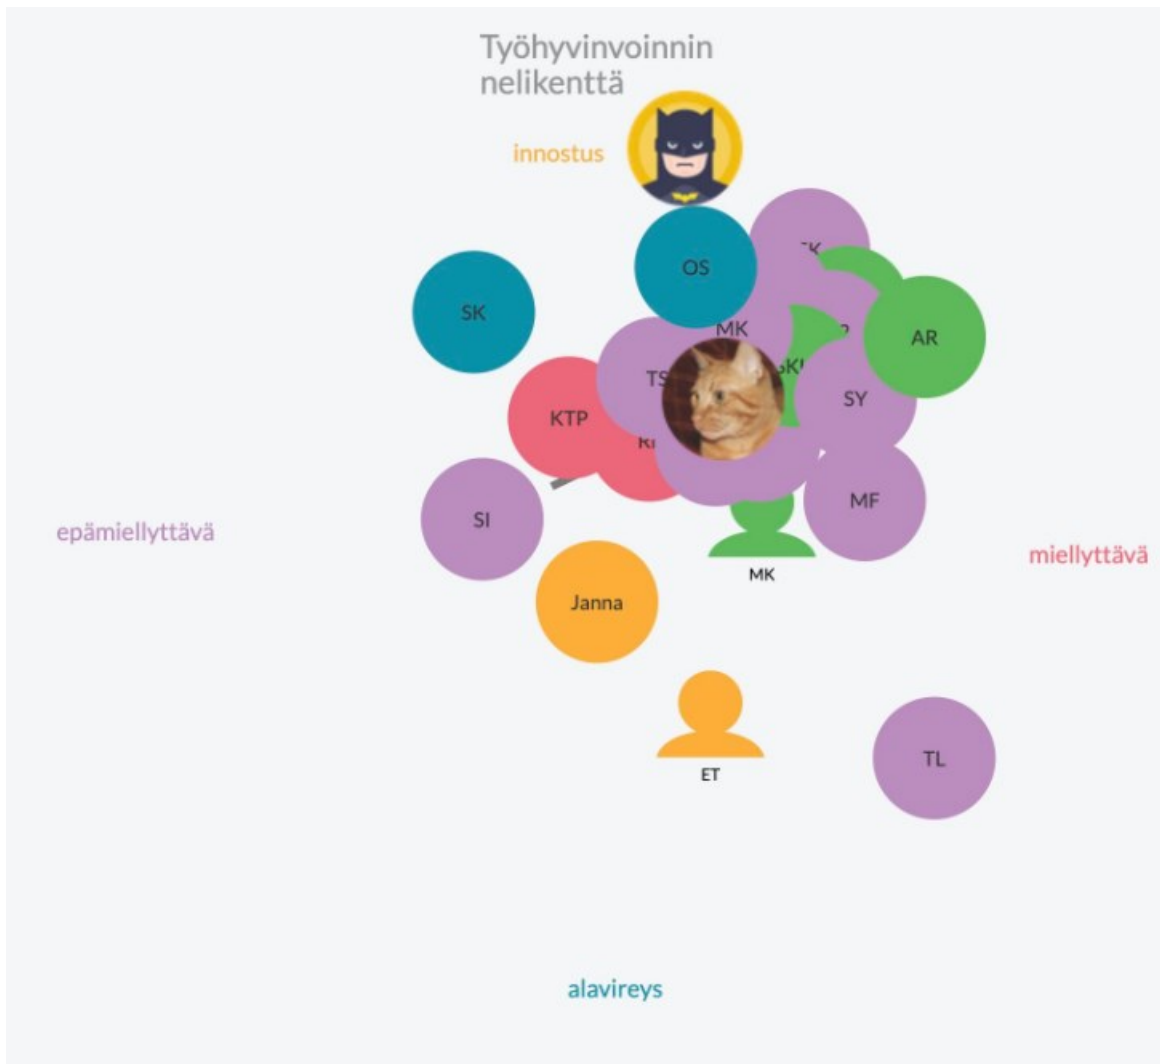 Työhyvinvoinnin
nelikenttä
innostus
OS
SK
MK
AR
TS
SY
KTP
MF
SI
epämiellyttävä
miellyttävä
MK
Janna
TL
ET
alavireys